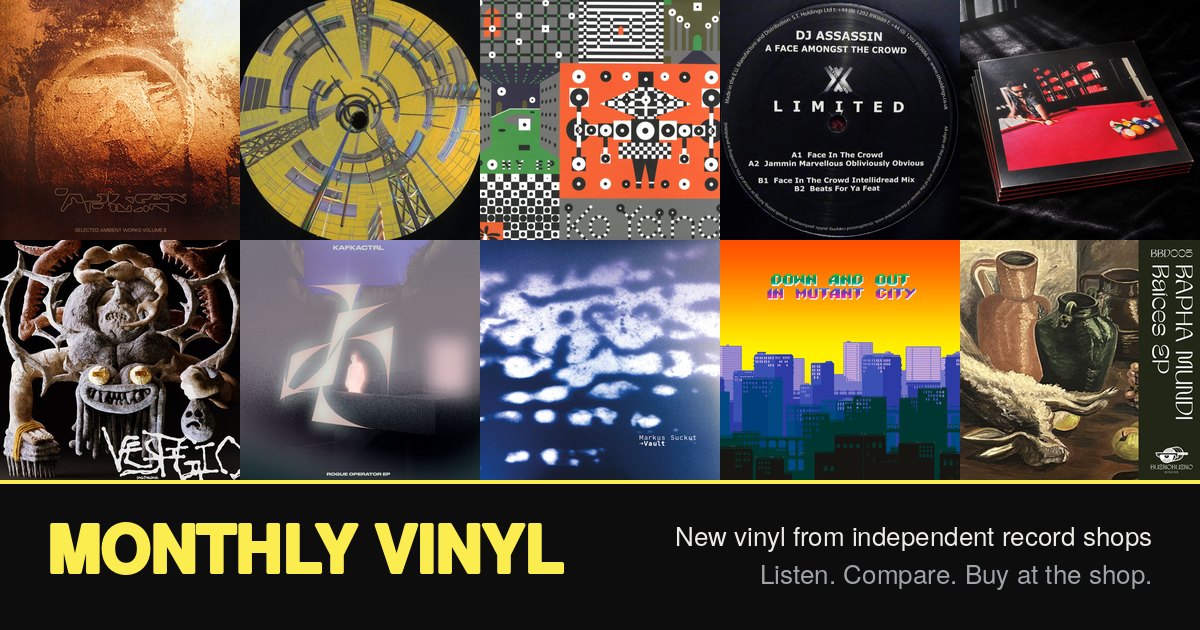 SELECTED AMBIENT WORKS VOLUME II
DJ ASSASSIN
A FACE AMONGST THE CROWD
LIMITED
A1 Face In The Crowd
A2 Jammin Marvellous Obliviously Obvious
B1 Face In The Crowd Intellidread Mix
B2 Beats For Ya Feat
KAFKACTRL
ROGUE OPERATOR EP
Markus Suckut
→Vault
DOWN AND OUT
IN MUTANT CITY
BBD005
RAPHA MUNDI
Raices EP
BUENOBUENO
MONTHLY VINYL
New vinyl from independent record shops
Listen. Compare. Buy at the shop.